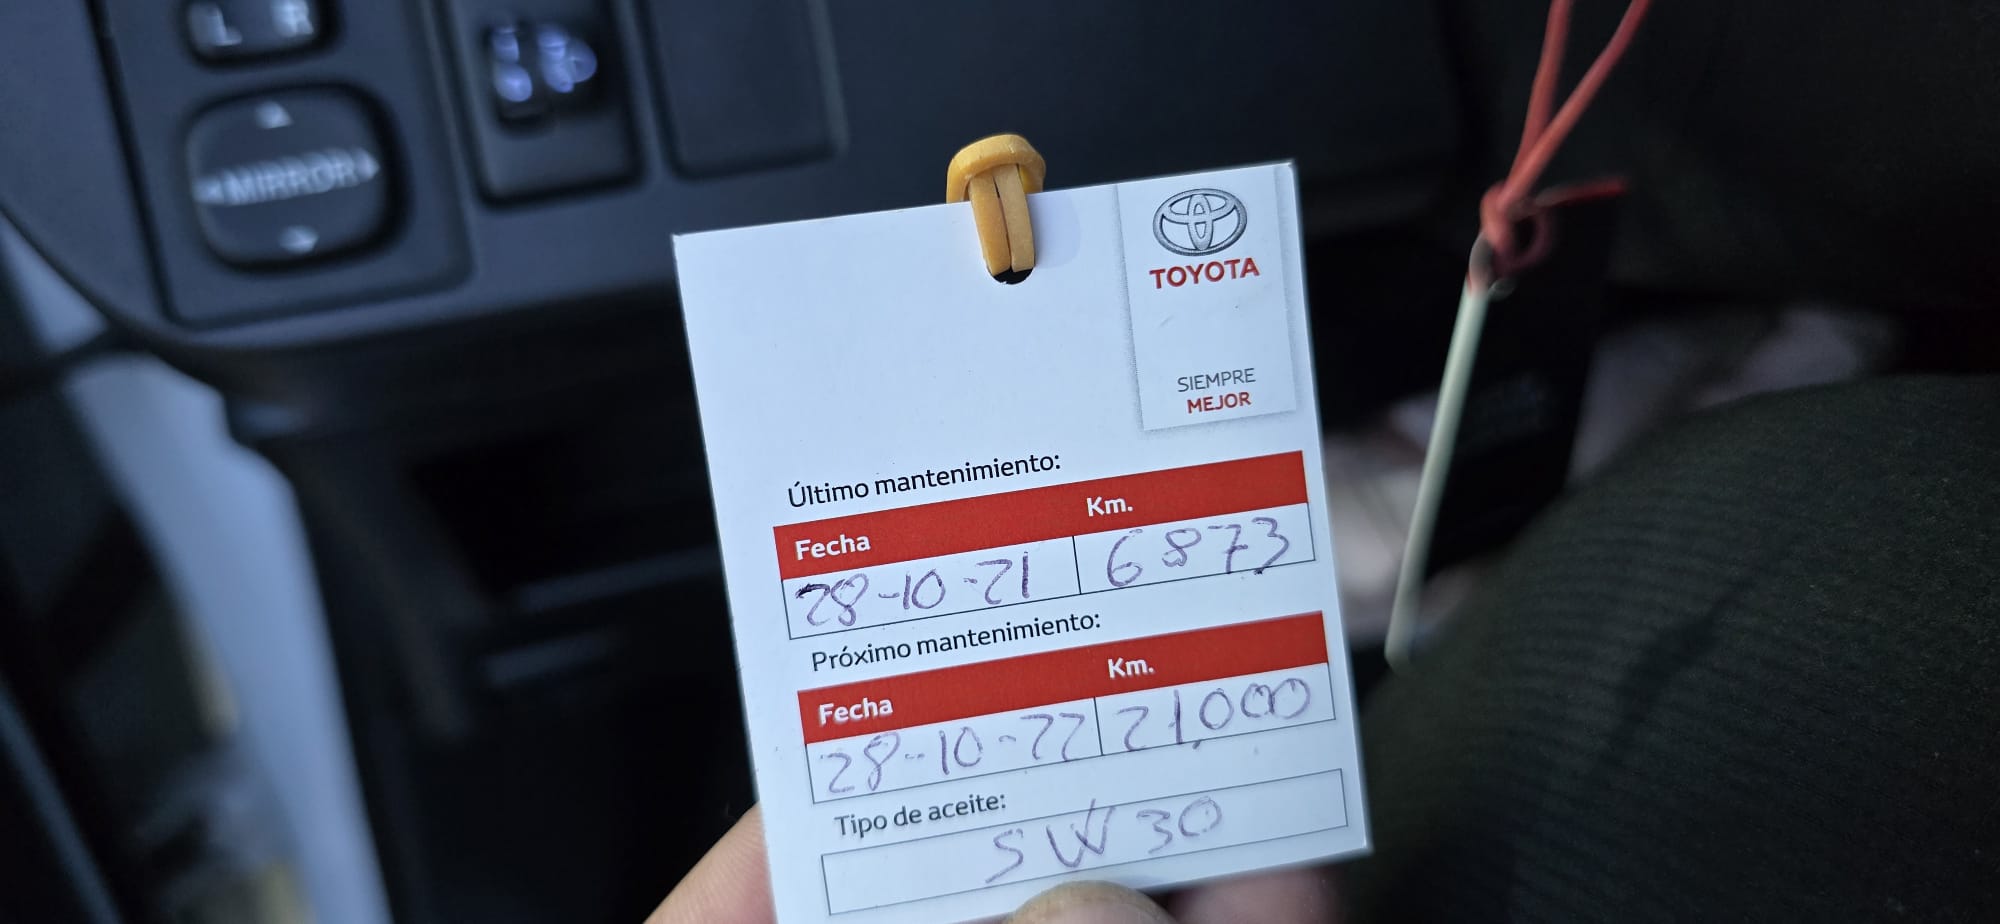 L R
MIRROR
TOYOTA
SIEMPRE
MEJOR
Último mantenimiento:
Fecha Km.
28-10-21 6873
Próximo mantenimiento:
Fecha Km.
28-10-22 21,000
Tipo de aceite:
5W30